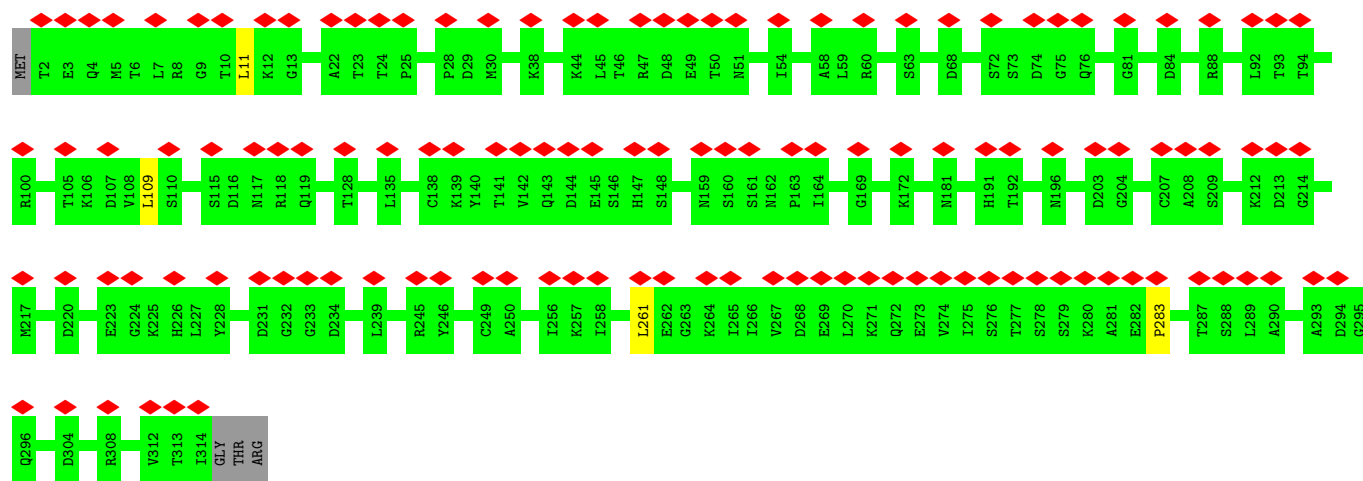 MET T2 E3 Q4 M5 T6 L7 R8 G9 T10 L11 K12 G13 A22 T23 T24 P25 P28 D29 M30 K38 K44 L45 T46 R47 D48 E49 T50 N51 I54 A58 L59 R60 S63 D68 S72 S73 D74 G75 Q76 G81 D84 R88 L92 T93 T94
R100 T105 K106 D107 V108 L109 S110 S115 D116 N117 R118 Q119 T128 L135 C138 K139 Y140 T141 V142 Q143 D144 E145 S146 H147 S148 N159 S160 S161 N162 P163 I164 G169 K172 N181 H191 T192 N196 D203 G204 C207 A208 S209 K212 D213 G214
M217 D220 E223 G224 K225 H226 L227 Y228 D231 G232 G233 D234 L239 R245 Y246 C249 A250 I256 K257 I258 L261 E262 G263 K264 I265 I266 V267 D268 E269 L270 K271 Q272 E273 V274 I275 S276 T277 S278 S279 K280 A281 E282 P283 T287 S288 L289 A290 A293 D294 G295
Q296 D304 R308 V312 T313 I314 GLY THR ARG